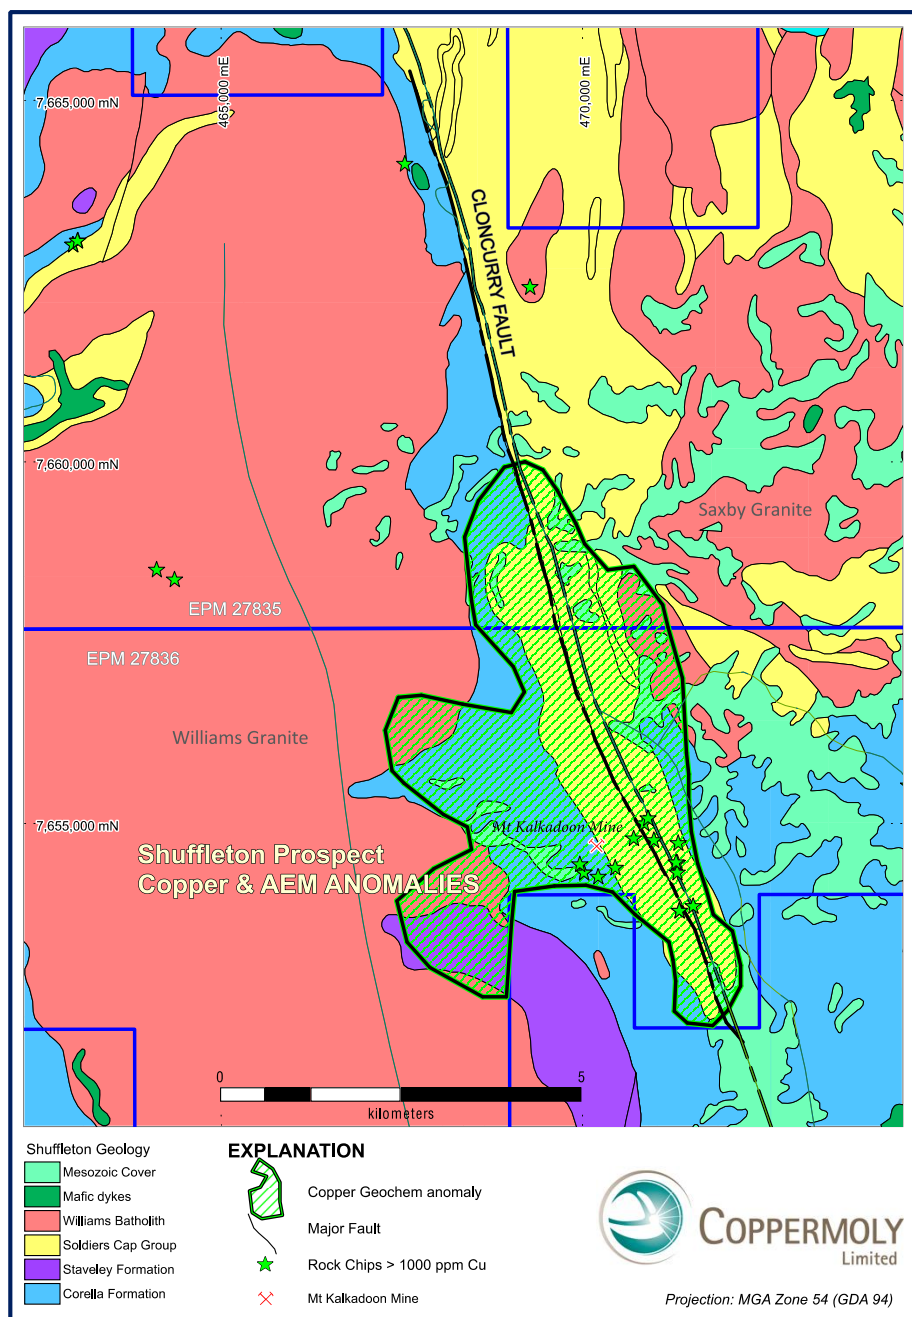 7,665,000 mN
465,000 mE
470,000 mE
CLONCURRY FAULT
7,660,000 mN
Saxby Granite
EPM 27835
EPM 27836
Williams Granite
7,655,000 mN
Mt Kalkadoon Mine
Shuffleton Prospect
Copper & AEM ANOMALIES
0 5
kilometers
Shuffleton Geology
Mesozoic Cover
Mafic dykes
Williams Batholith
Soldiers Cap Group
Staveley Formation
Corella Formation
EXPLANATION
Copper Geochem anomaly
Major Fault
Rock Chips > 1000 ppm Cu
Mt Kalkadoon Mine
COPPERMOLY
Limited
Projection: MGA Zone 54 (GDA 94)